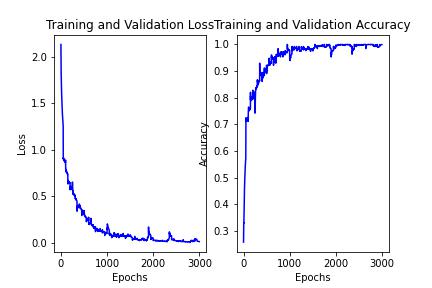 Training and Validation Loss
2.0
1.5
1.0
0.5
0.0
Loss
0 1000 2000 3000
Epochs
Training and Validation Accuracy
1.0
0.9
0.8
0.7
0.6
0.5
0.4
0.3
Accuracy
0 1000 2000 3000
Epochs